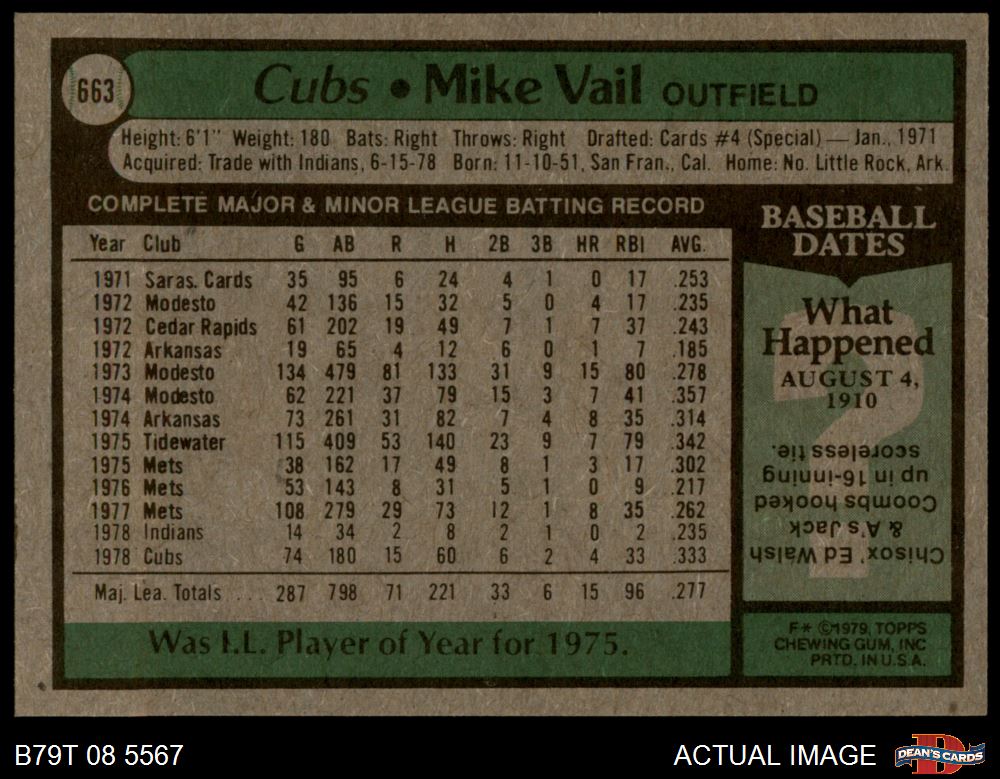 663
Cubs • Mike Vail OUTFIELD
Height: 6'1" Weight: 180 Bats: Right Throws: Right Drafted: Cards #4 (Special) — Jan., 1971
Acquired: Trade with Indians, 6-15-78 Born: 11-10-51, San Fran., Cal. Home: No. Little Rock, Ark.
COMPLETE MAJOR & MINOR LEAGUE BATTING RECORD
Year Club G AB R H 2B 3B HR RBI AVG.
1971 Saras. Cards 35 95 6 24 4 1 0 17 .253
1972 Modesto 42 136 15 32 5 0 4 17 .235
1972 Cedar Rapids 61 202 19 49 7 1 7 37 .243
1972 Arkansas 19 65 4 12 6 0 1 7 .185
1973 Modesto 134 479 81 133 31 9 15 80 .278
1974 Modesto 62 221 37 79 15 3 7 41 .357
1974 Arkansas 73 261 31 82 7 4 8 35 .314
1975 Tidewater 115 409 53 140 23 9 7 79 .342
1975 Mets 38 162 17 49 8 1 3 17 .302
1976 Mets 53 143 8 31 5 1 0 9 .217
1977 Mets 108 279 29 73 12 1 8 35 .262
1978 Indians 14 34 2 8 2 1 0 2 .235
1978 Cubs 74 180 15 60 6 2 4 33 .333
Maj. Lea. Totals . . . . 287 798 71 221 33 6 15 96 .277
Was I.L. Player of Year for 1975.
BASEBALL
DATES
What
Happened
AUGUST 4,
1910
Chisox' Ed Walsh
& A's Jack
Coombs hooked
up in 16-inning
scoreless tie.
F* ©1979, TOPPS
CHEWING GUM, INC
PRTD. IN U.S.A.
B79T 08 5567
ACTUAL IMAGE
DEAN'S CARDS